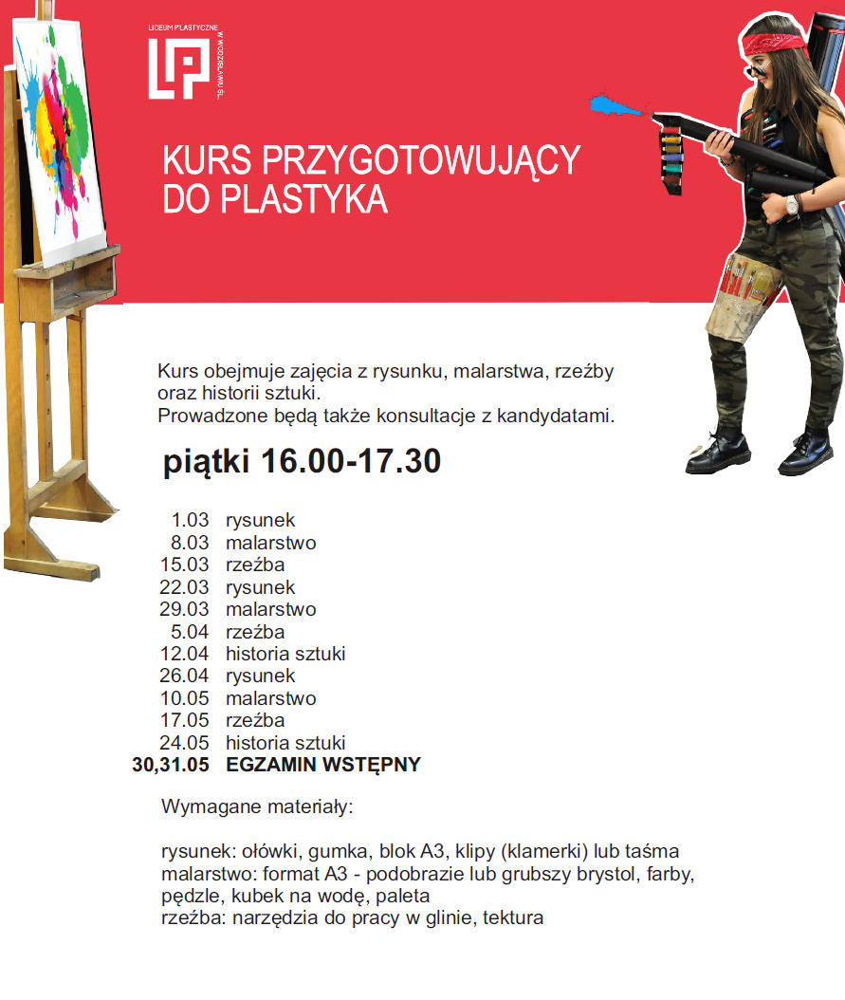 LICEUM PLASTYCZNE
W WODZISŁAWIU ŚL.
LP
KURS PRZYGOTOWUJĄCY
DO PLASTYKA
Kurs obejmuje zajęcia z rysunku, malarstwa, rzeźby
oraz historii sztuki.
Prowadzone będą także konsultacje z kandydatami.
piątki 16.00-17.30
1.03 rysunek
8.03 malarstwo
15.03 rzeźba
22.03 rysunek
29.03 malarstwo
5.04 rzeźba
12.04 historia sztuki
26.04 rysunek
10.05 malarstwo
17.05 rzeźba
24.05 historia sztuki
30,31.05 EGZAMIN WSTĘPNY
Wymagane materiały:
rysunek: ołówki, gumka, blok A3, klipy (klamerki) lub taśma
malarstwo: format A3 - podobrazie lub grubszy brystol, farby,
pędzle, kubek na wodę, paleta
rzeźba: narzędzia do pracy w glinie, tektura